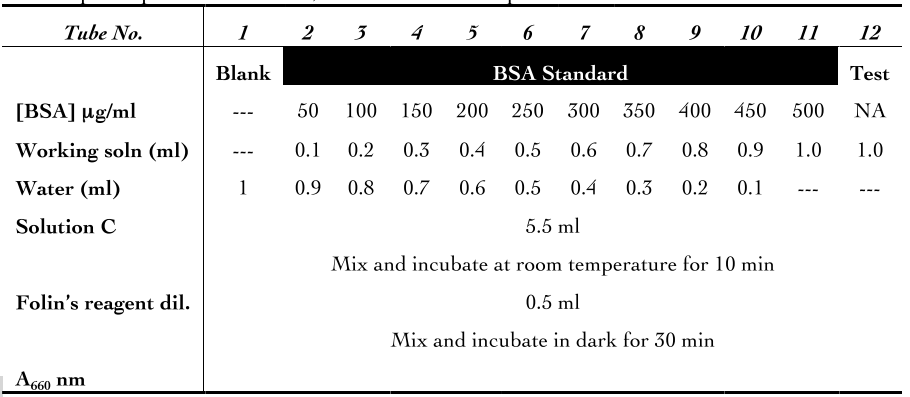 Tube No. 1 2 3 4 5 6 7 8 9 10 11 12
Blank BSA Standard Test
[BSA] µg/ml --- 50 100 150 200 250 300 350 400 450 500 NA
Working soln (ml) --- 0.1 0.2 0.3 0.4 0.5 0.6 0.7 0.8 0.9 1.0 1.0
Water (ml) 1 0.9 0.8 0.7 0.6 0.5 0.4 0.3 0.2 0.1 --- ---
Solution C 5.5 ml
Mix and incubate at room temperature for 10 min
Folin's reagent dil. 0.5 ml
Mix and incubate in dark for 30 min
A₆₆₀ nm